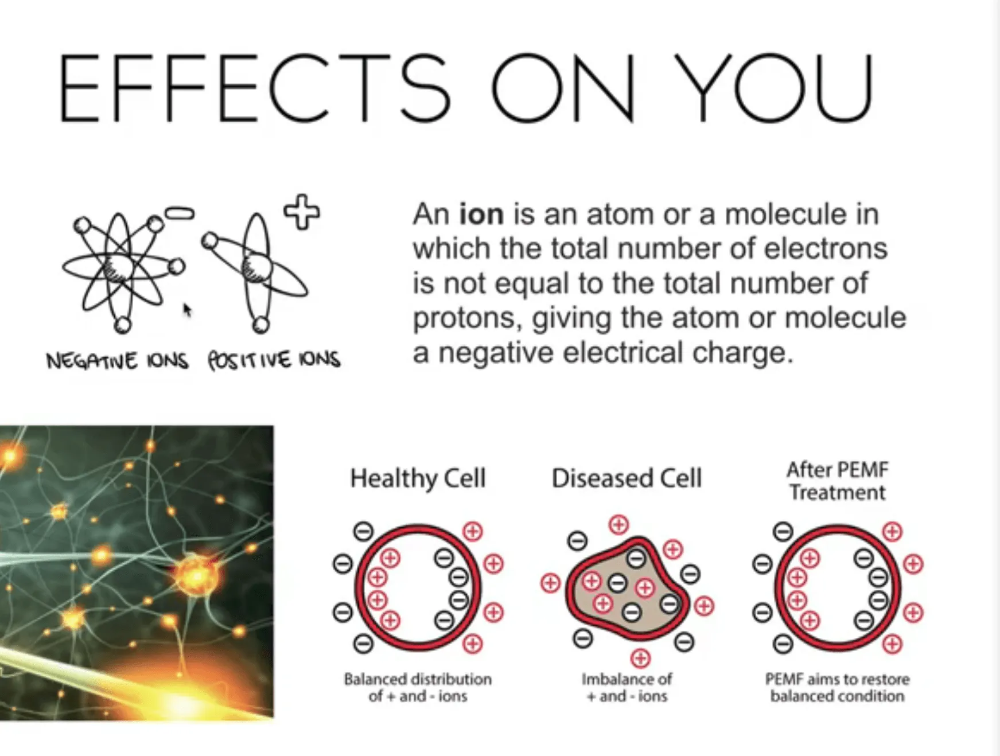 EFFECTS ON YOU
An ion is an atom or a molecule in
which the total number of electrons
is not equal to the total number of
protons, giving the atom or molecule
a negative electrical charge.
NEGATIVE IONS
POSITIVE IONS
Healthy Cell
Balanced distribution
of + and - ions
Diseased Cell
Imbalance of
+ and - ions
After PEMF
Treatment
PEMF aims to restore
balanced condition